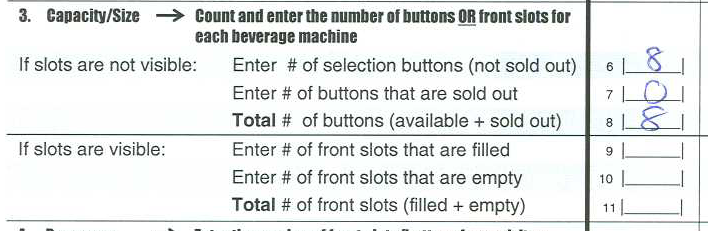 3. Capacity/Size → Count and enter the number of buttons OR front slots for
each beverage machine
If slots are not visible: Enter # of selection buttons (not sold out) 6 8
Enter # of buttons that are sold out 7 0
Total # of buttons (available + sold out) 8 8
If slots are visible: Enter # of front slots that are filled 9
Enter # of front slots that are empty 10
Total # of front slots (filled + empty) 11